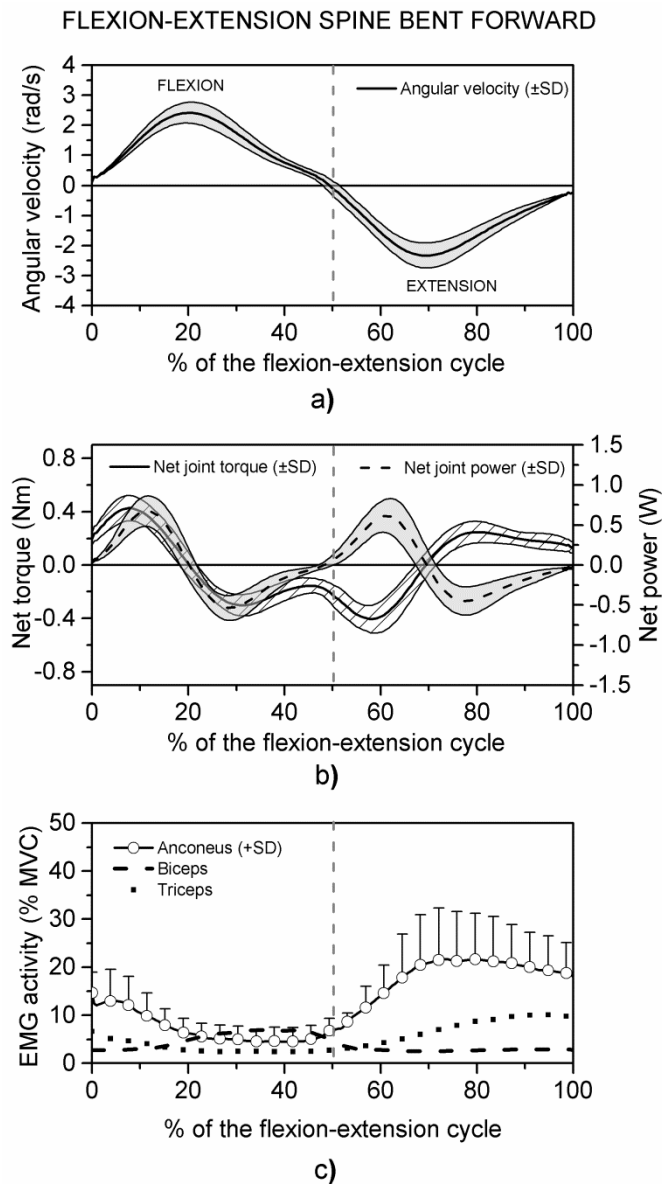 FLEXION-EXTENSION SPINE BENT FORWARD
4
3
2
1
0
-1
-2
-3
-4
Angular velocity (rad/s)
FLEXION
Angular velocity (±SD)
EXTENSION
0 20 40 60 80 100
% of the flexion-extension cycle
a)
0.8
0.4
0.0
-0.4
-0.8
Net torque (Nm)
Net joint torque (±SD)
Net joint power (±SD)
1.5
1.0
0.5
0.0
-0.5
-1.0
-1.5
Net power (W)
0 20 40 60 80 100
% of the flexion-extension cycle
b)
50
40
30
20
10
0
EMG activity (% MVC)
Anconeus (+SD)
Biceps
Triceps
0 20 40 60 80 100
% of the flexion-extension cycle
c)